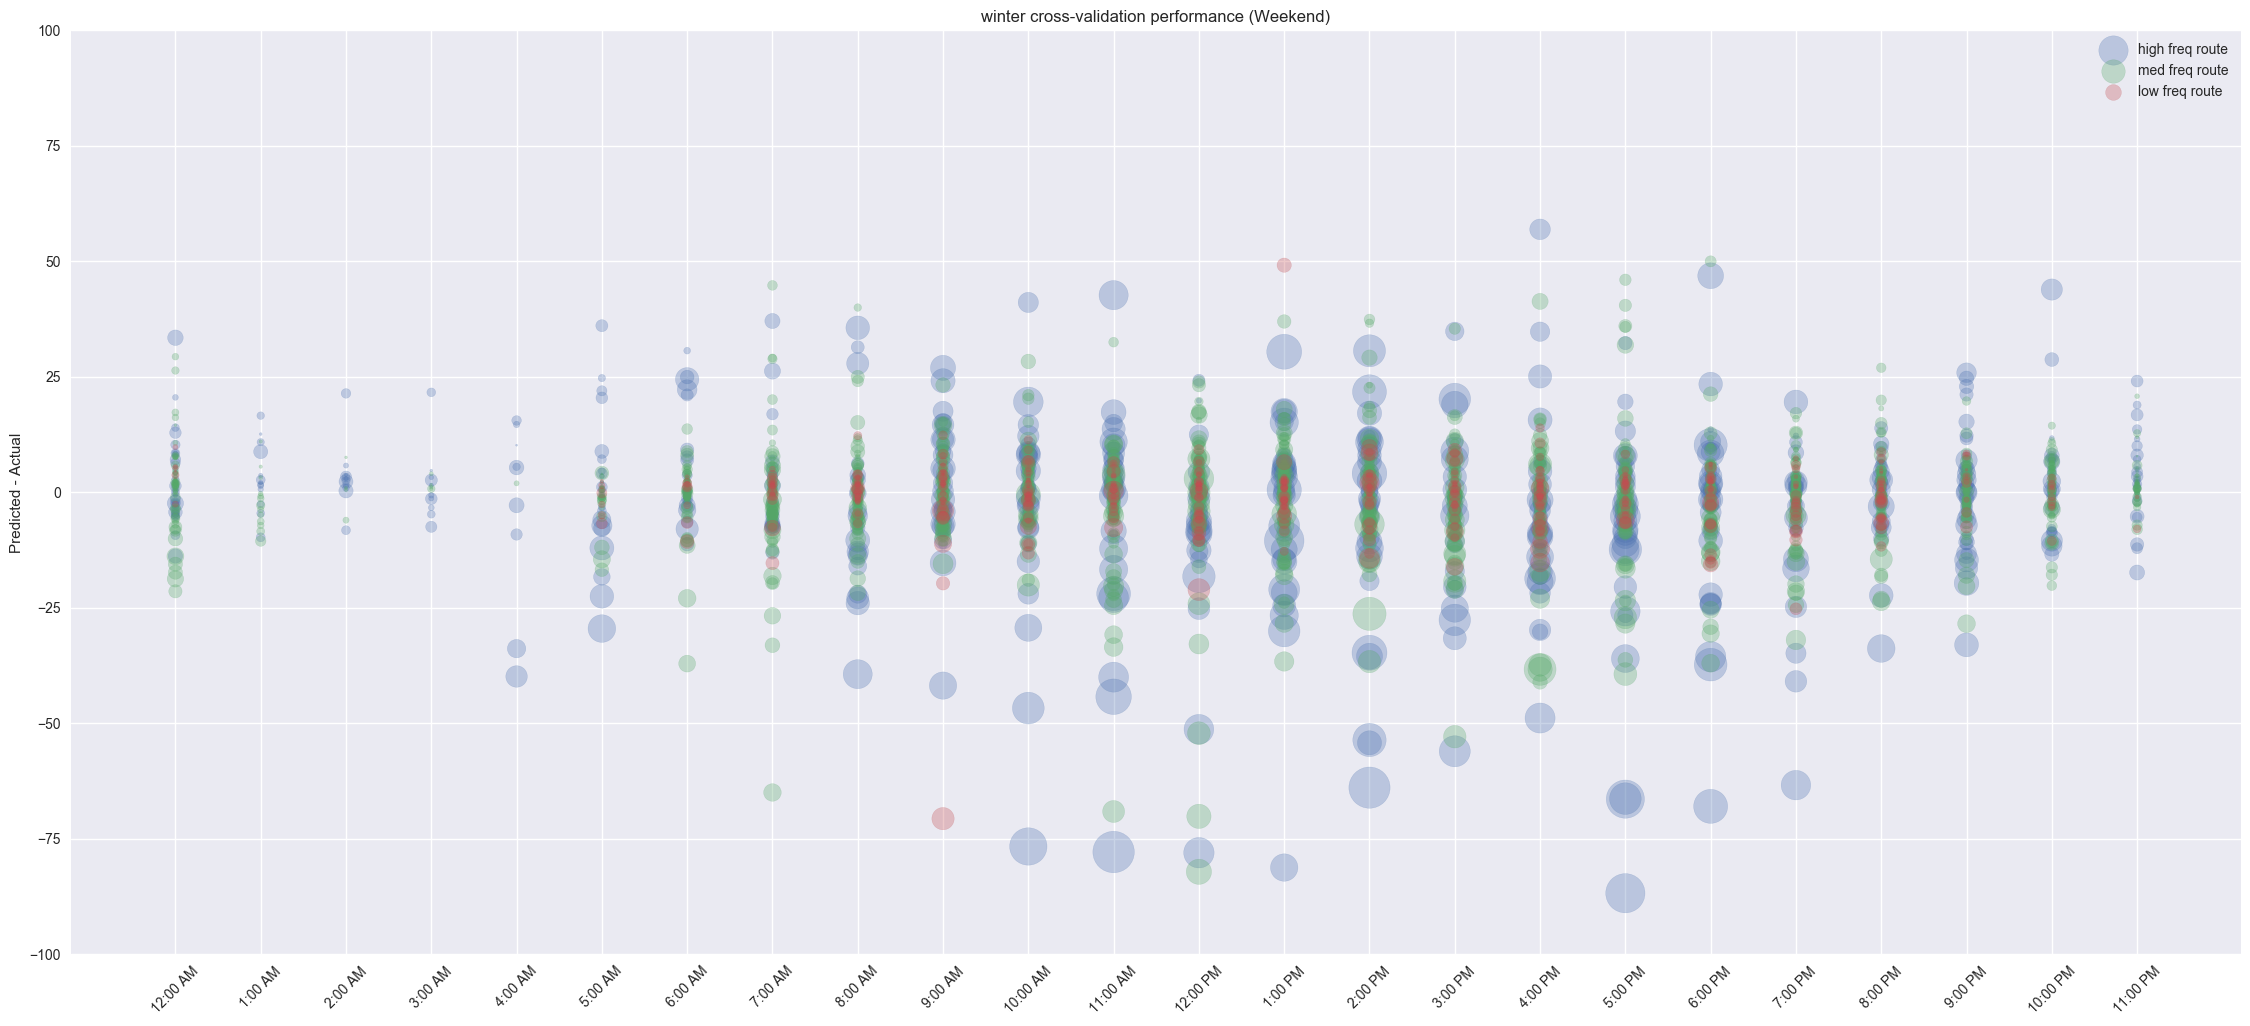 winter cross-validation performance (Weekend)
high freq route
med freq route
low freq route
Predicted - Actual
100
75
50
25
0
−25
−50
−75
−100
12:00 AM
1:00 AM
2:00 AM
3:00 AM
4:00 AM
5:00 AM
6:00 AM
7:00 AM
8:00 AM
9:00 AM
10:00 AM
11:00 AM
12:00 PM
1:00 PM
2:00 PM
3:00 PM
4:00 PM
5:00 PM
6:00 PM
7:00 PM
8:00 PM
9:00 PM
10:00 PM
11:00 PM